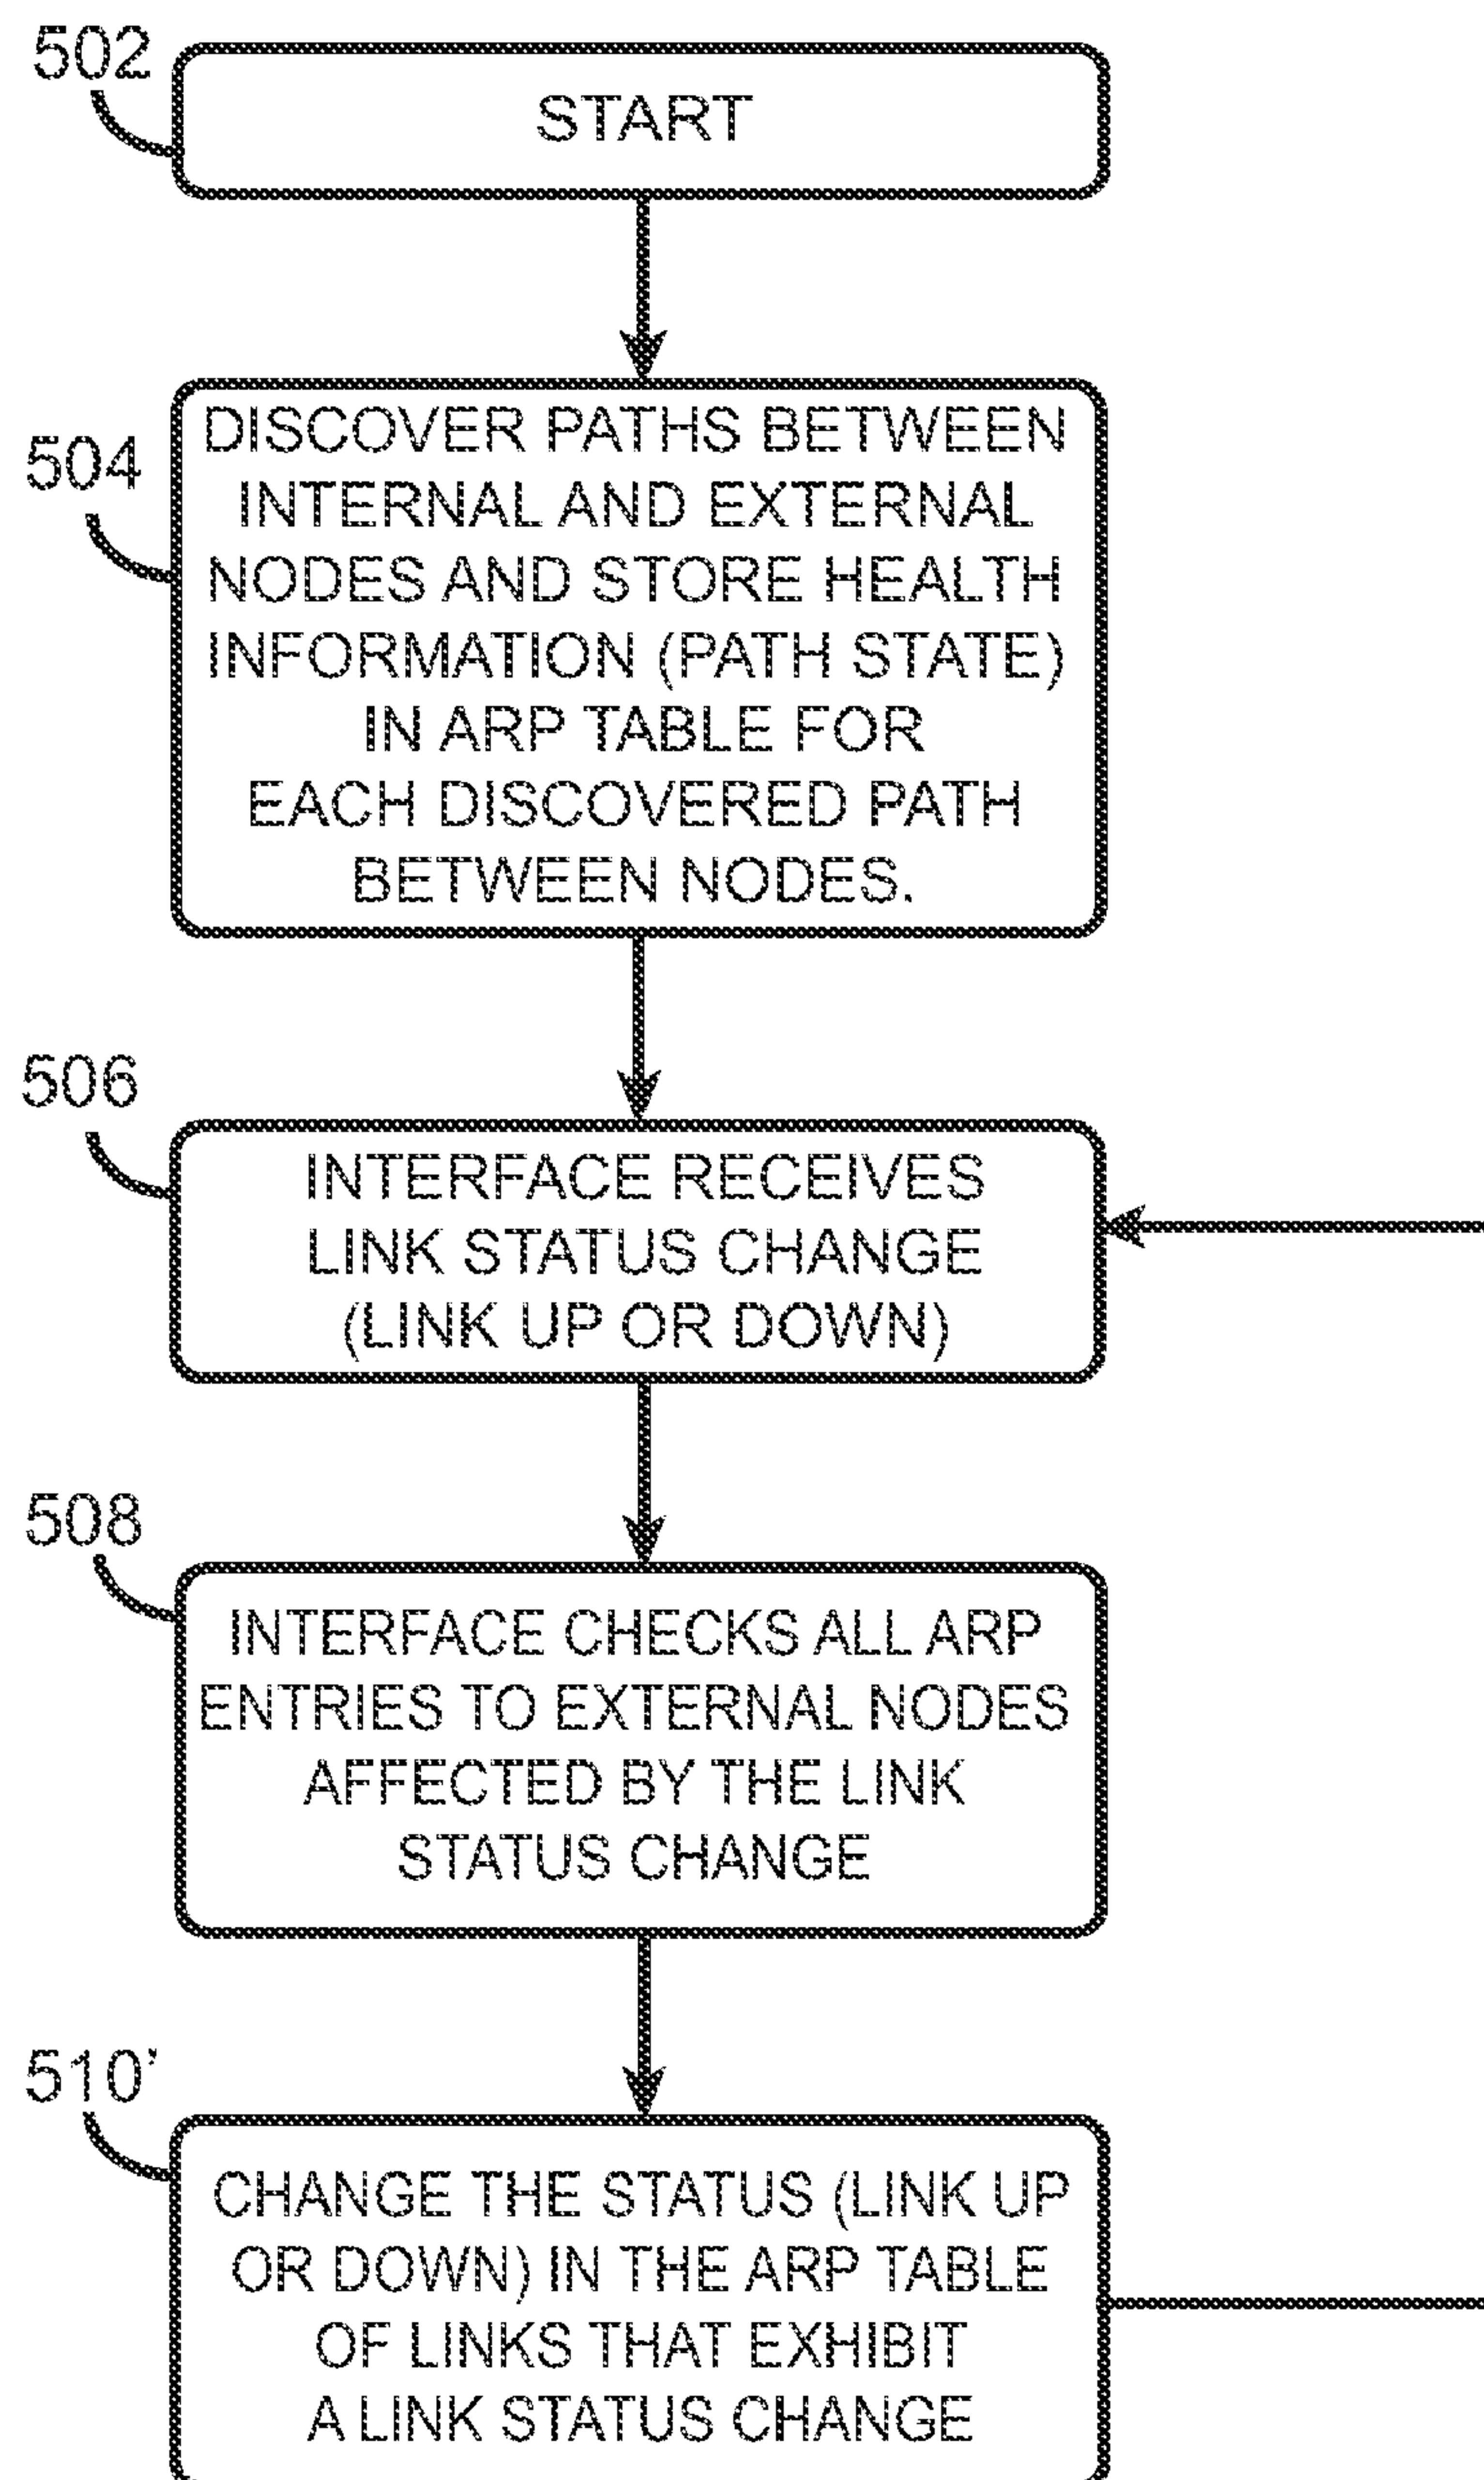 502
START
504
DISCOVER PATHS BETWEEN
INTERNAL AND EXTERNAL
NODES AND STORE HEALTH
INFORMATION (PATH STATE)
IN ARP TABLE FOR
EACH DISCOVERED PATH
BETWEEN NODES.
506
INTERFACE RECEIVES
LINK STATUS CHANGE
(LINK UP OR DOWN)
508
INTERFACE CHECKS ALL ARP
ENTRIES TO EXTERNAL NODES
AFFECTED BY THE LINK
STATUS CHANGE
510'
CHANGE THE STATUS (LINK UP
OR DOWN) IN THE ARP TABLE
OF LINKS THAT EXHIBIT
A LINK STATUS CHANGE